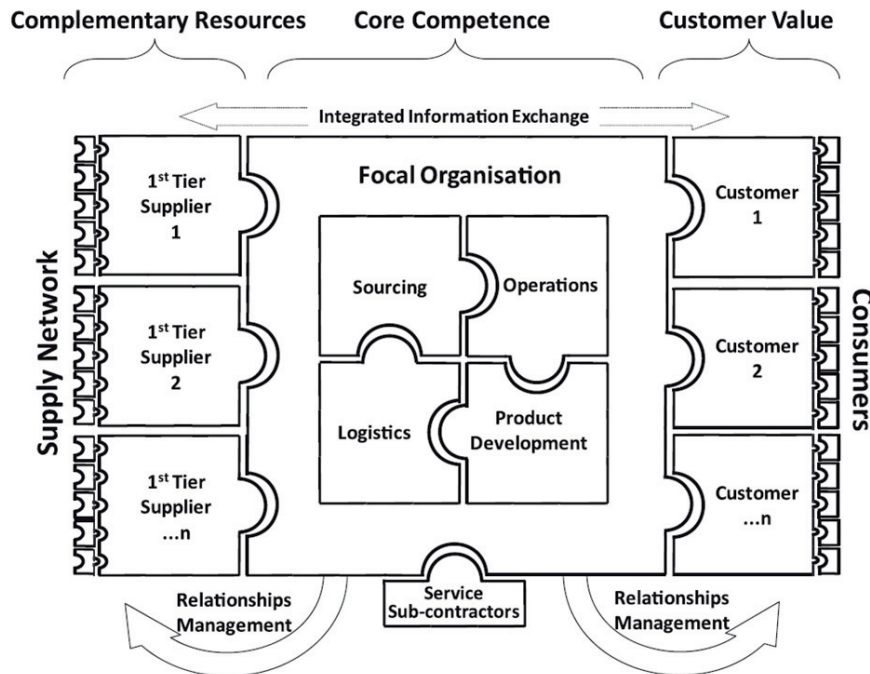 Complementary Resources
Core Competence
Customer Value
Integrated Information Exchange
Supply Network
1st Tier
Supplier
1
1st Tier
Supplier
2
1st Tier
Supplier
...n
Focal Organisation
Sourcing
Operations
Logistics
Product
Development
Customer
1
Customer
2
Customer
...n
Consumers
Relationships
Management
Service
Sub-contractors
Relationships
Management